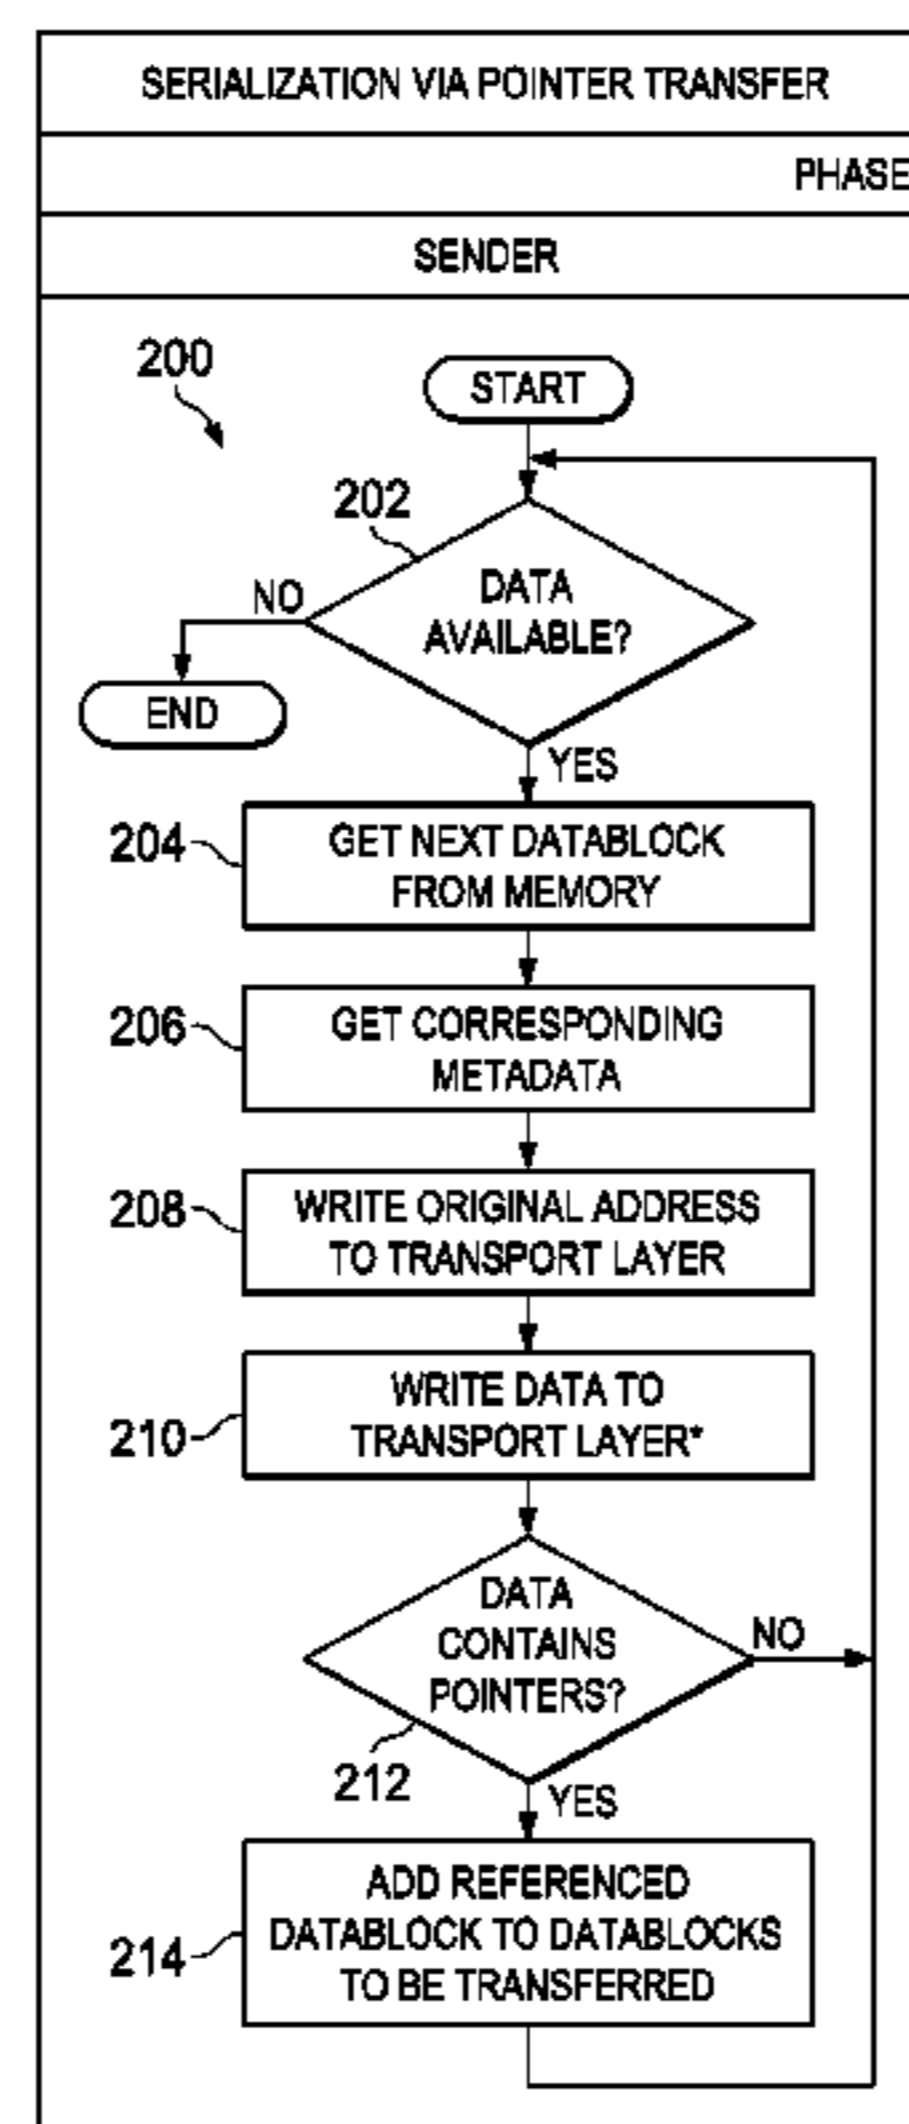 SERIALIZATION VIA POINTER TRANSFER
PHASE
SENDER
200
START
202
DATA
AVAILABLE?
NO
END
YES
204
GET NEXT DATABLOCK
FROM MEMORY
206
GET CORRESPONDING
METADATA
208
WRITE ORIGINAL ADDRESS
TO TRANSPORT LAYER
210
WRITE DATA TO
TRANSPORT LAYER*
DATA
CONTAINS
POINTERS?
NO
212
YES
214
ADD REFERENCED
DATABLOCK TO DATABLOCKS
TO BE TRANSFERRED